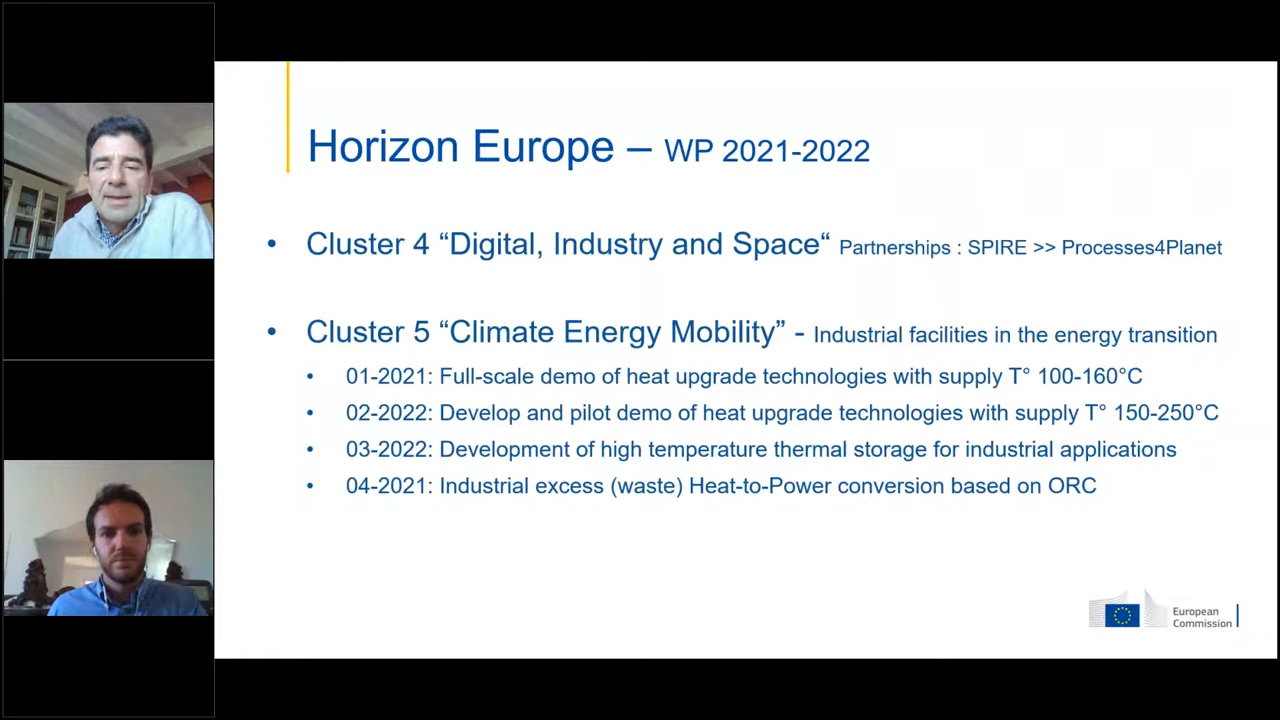 Horizon Europe – WP 2021-2022
• Cluster 4 “Digital, Industry and Space“ Partnerships : SPIRE >> Processes4Planet
• Cluster 5 “Climate Energy Mobility” - Industrial facilities in the energy transition
• 01-2021: Full-scale demo of heat upgrade technologies with supply T° 100-160°C
• 02-2022: Develop and pilot demo of heat upgrade technologies with supply T° 150-250°C
• 03-2022: Development of high temperature thermal storage for industrial applications
• 04-2021: Industrial excess (waste) Heat-to-Power conversion based on ORC
European
Commission